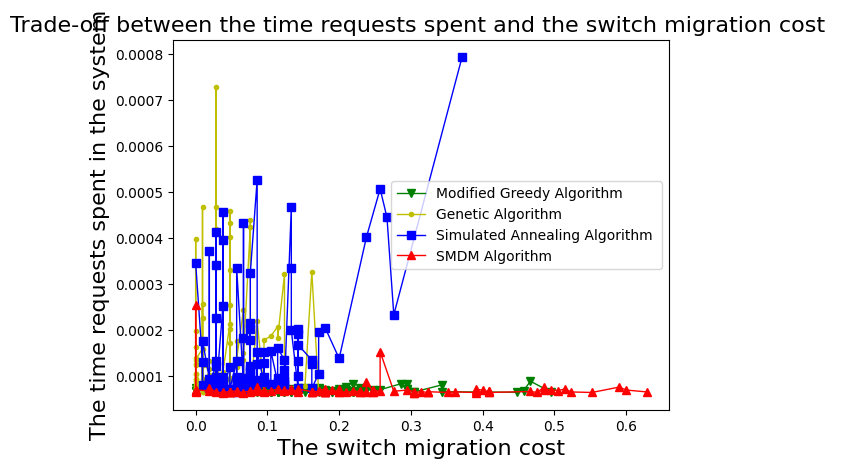 Trade-off between the time requests spent and the switch migration cost
The time requests spent in the system
0.0008
0.0007
0.0006
0.0005
0.0004
0.0003
0.0002
0.0001
Modified Greedy Algorithm
Genetic Algorithm
Simulated Annealing Algorithm
SMDM Algorithm
0.0 0.1 0.2 0.3 0.4 0.5 0.6
The switch migration cost